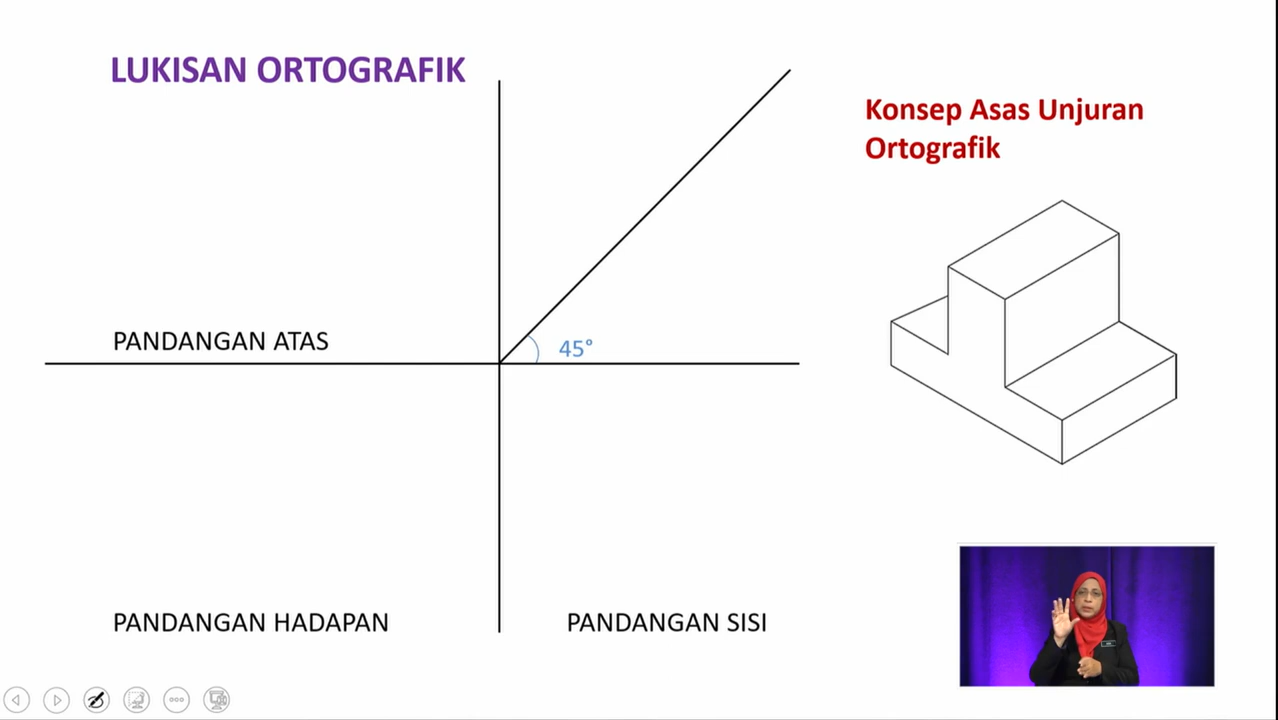 LUKISAN ORTOGRAFIK
Konsep Asas Unjuran
Ortografik
PANDANGAN ATAS
45°
PANDANGAN HADAPAN
PANDANGAN SISI